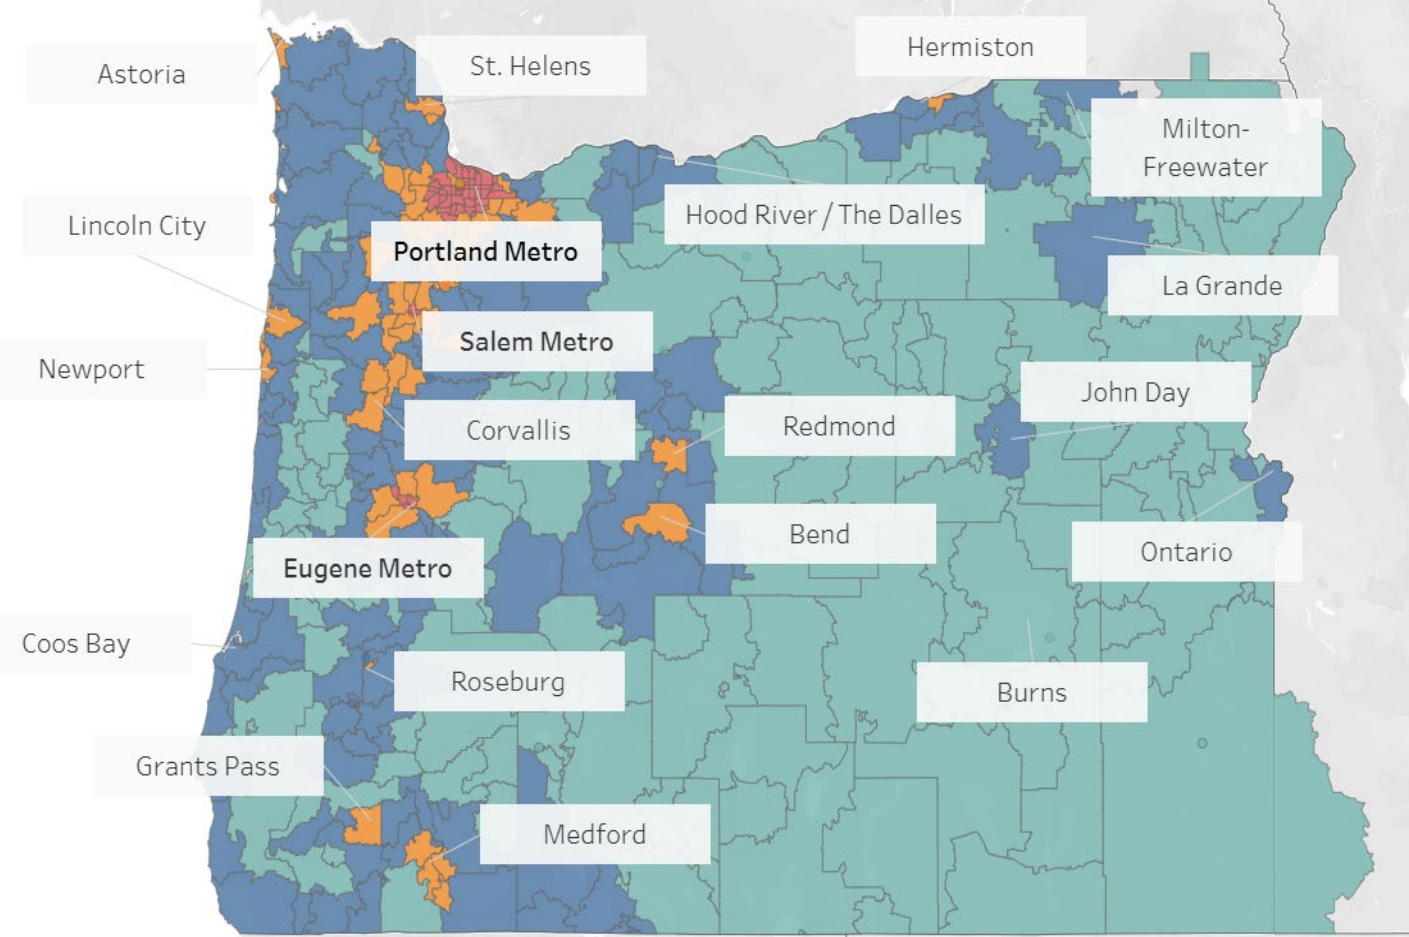 Astoria
St. Helens
Hermiston
Milton-
Freewater
Lincoln City
Hood River / The Dalles
Portland Metro
La Grande
Newport
Salem Metro
John Day
Corvallis
Redmond
Bend
Ontario
Eugene Metro
Coos Bay
Roseburg
Burns
Grants Pass
Medford